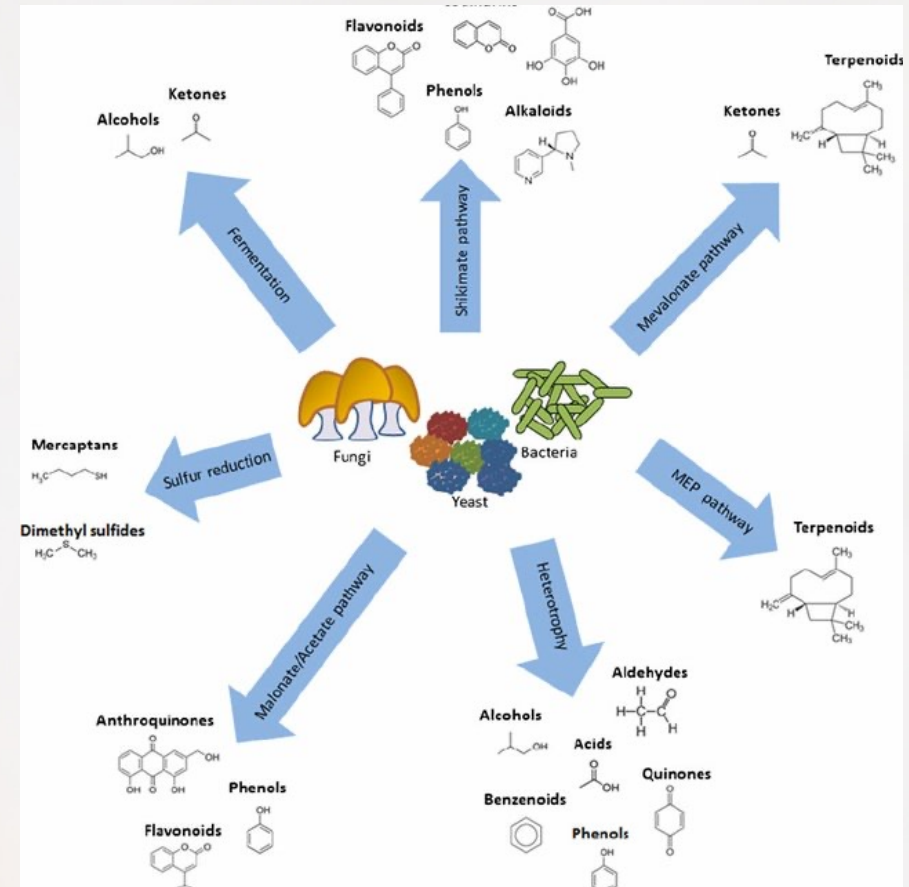 Flavonoids
Terpenoids
Ketones
Phenols
Alcohols
Alkaloids
Ketones
Fermentation
Shikimate pathway
Mevalonate pathway
Mercaptans
Sulfur reduction
Fungi
Bacteria
Yeast
MEP pathway
Dimethyl sulfides
Terpenoids
Malonate/Acetate pathway
Heterotrophy
Aldehydes
Anthroquinones
Alcohols
Acids
Phenols
Quinones
Benzenoids
Flavonoids
Phenols